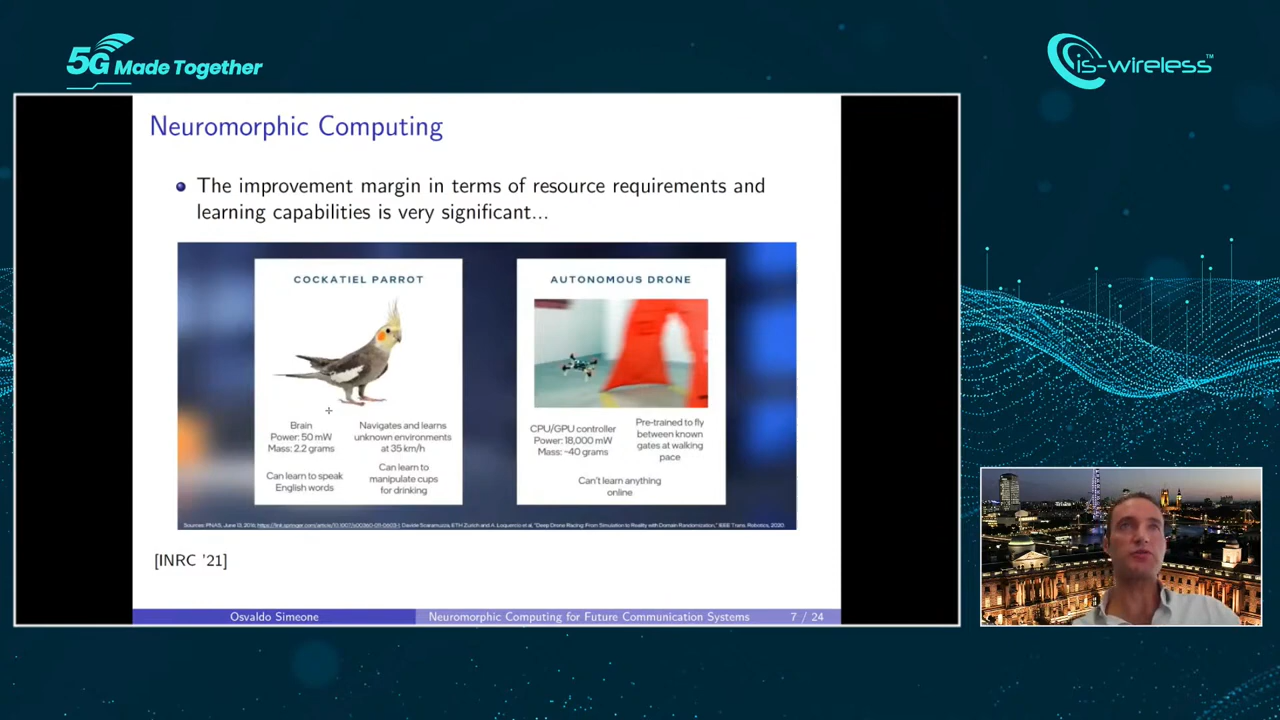 5G Made Together
is-wireless™
Neuromorphic Computing
The improvement margin in terms of resource requirements and
learning capabilities is very significant...
COCKATIEL PARROT
Brain
Power: 50 mW
Mass: 2.2 grams
Navigates and learns
unknown environments
at 35 km/h
Can learn to speak
English words
Can learn to
manipulate cups
for drinking
AUTONOMOUS DRONE
CPU/GPU controller
Power: 18,000 mW
Mass: ~40 grams
Pre-trained to fly
between known
gates at walking
pace
Can't learn anything
online
[INRC '21]
Osvaldo Simeone
Neuromorphic Computing for Future Communication Systems
7 / 24